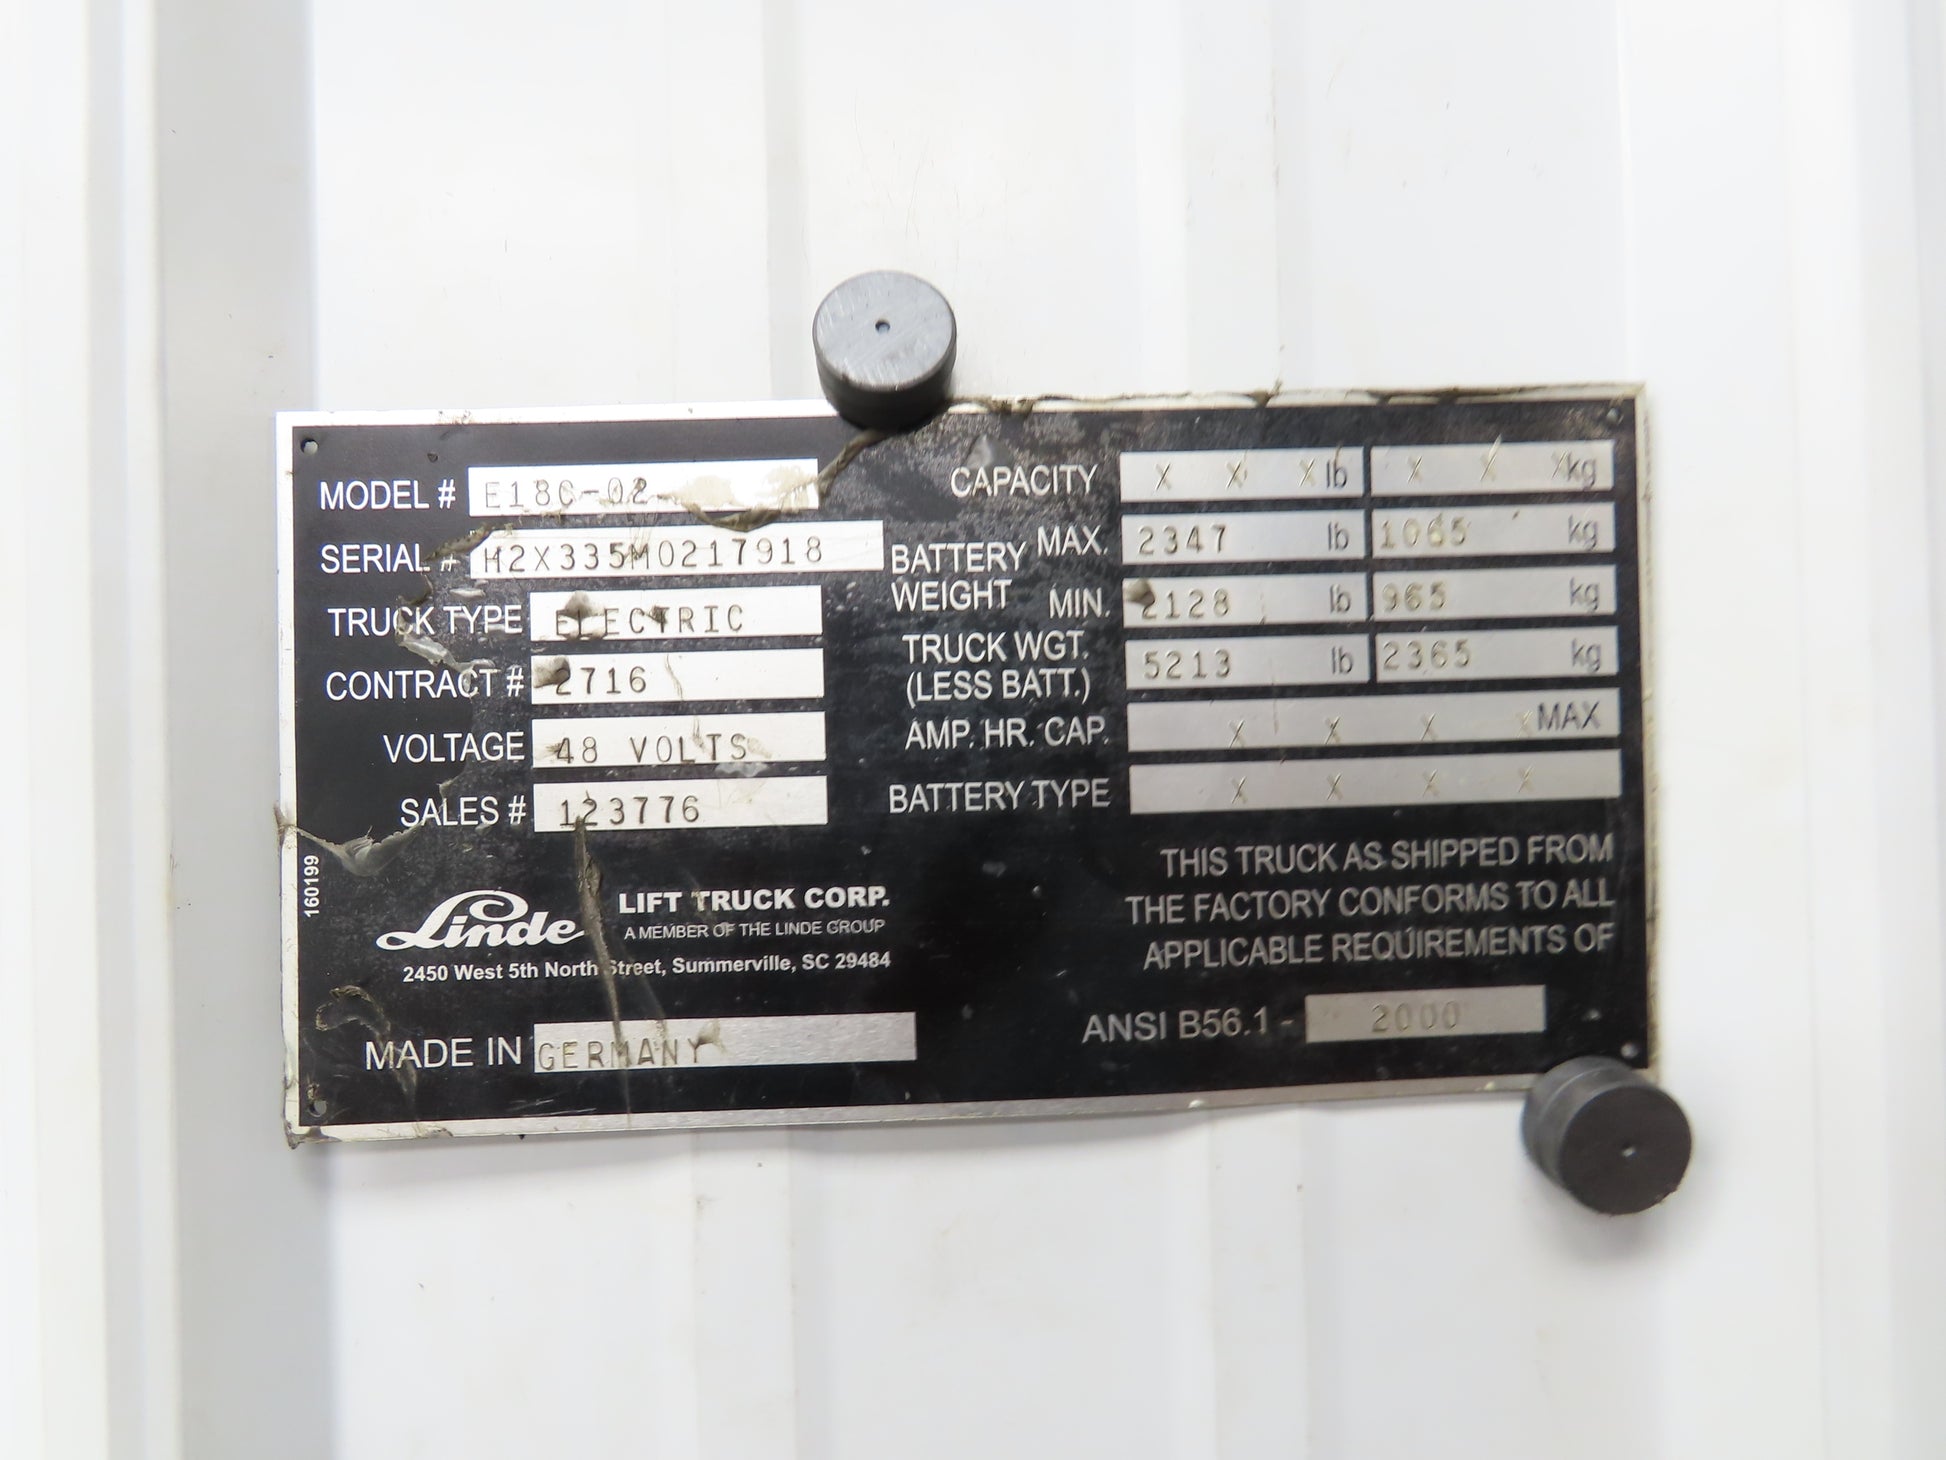 MODEL # E18C-02
SERIAL # H2X335M0217918
TRUCK TYPE ELECTRIC
CONTRACT # 2716
VOLTAGE 48 VOLTS
SALES # 123776
160199
Linde LIFT TRUCK CORP.
A MEMBER OF THE LINDE GROUP
2450 West 5th North Street, Summerville, SC 29484
MADE IN GERMANY
CAPACITY X X X lb X X X kg
BATTERY WEIGHT MAX. 2347 lb 1065 kg
MIN. 2128 lb 965 kg
TRUCK WGT. (LESS BATT.) 5213 lb 2365 kg
AMP. HR. CAP. X X X X MAX
BATTERY TYPE X X X X
THIS TRUCK AS SHIPPED FROM
THE FACTORY CONFORMS TO ALL
APPLICABLE REQUIREMENTS OF
ANSI B56.1 - 2000